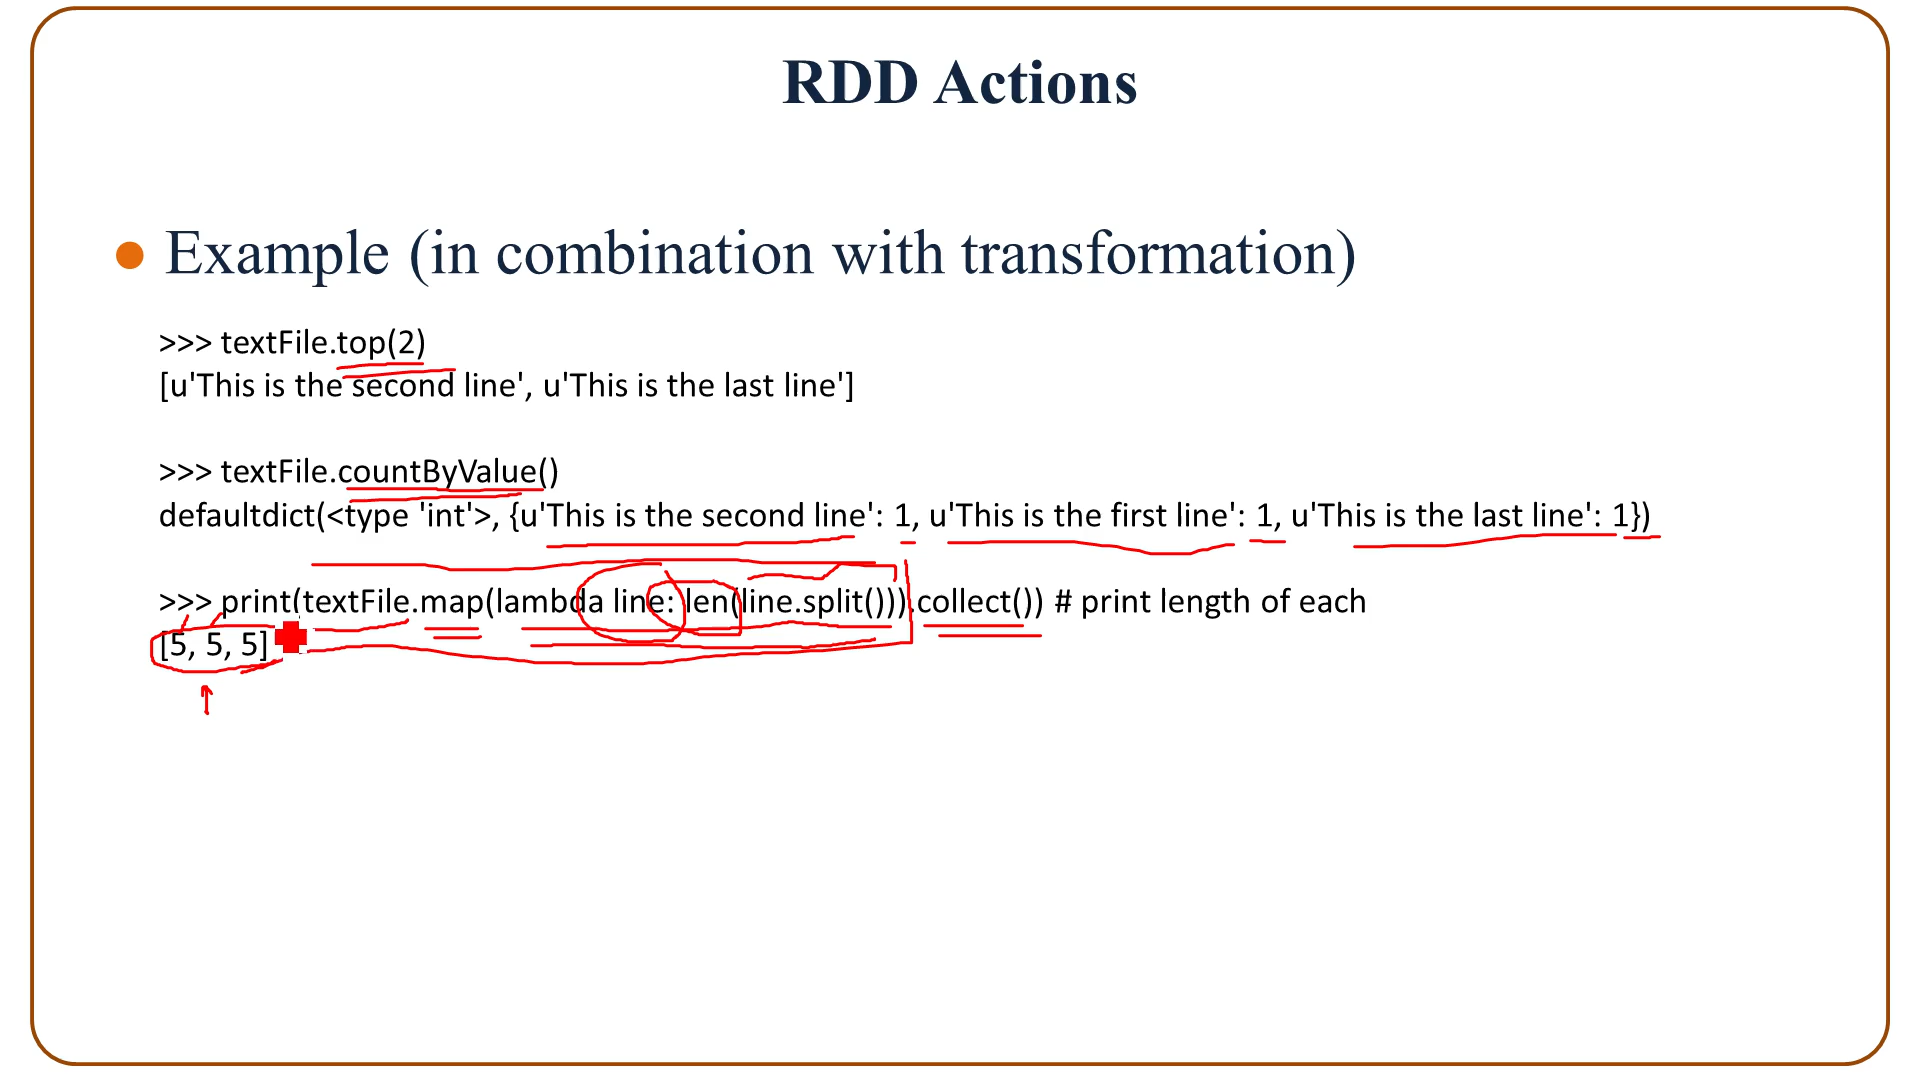 RDD Actions
Example (in combination with transformation)
>>> textFile.top(2)
[u'This is the second line', u'This is the last line']
>>> textFile.countByValue()
defaultdict(<type 'int'>, {u'This is the second line': 1, u'This is the first line': 1, u'This is the last line': 1})
>>> print(textFile.map(lambda line: len(line.split())).collect()) # print length of each
[5, 5, 5]